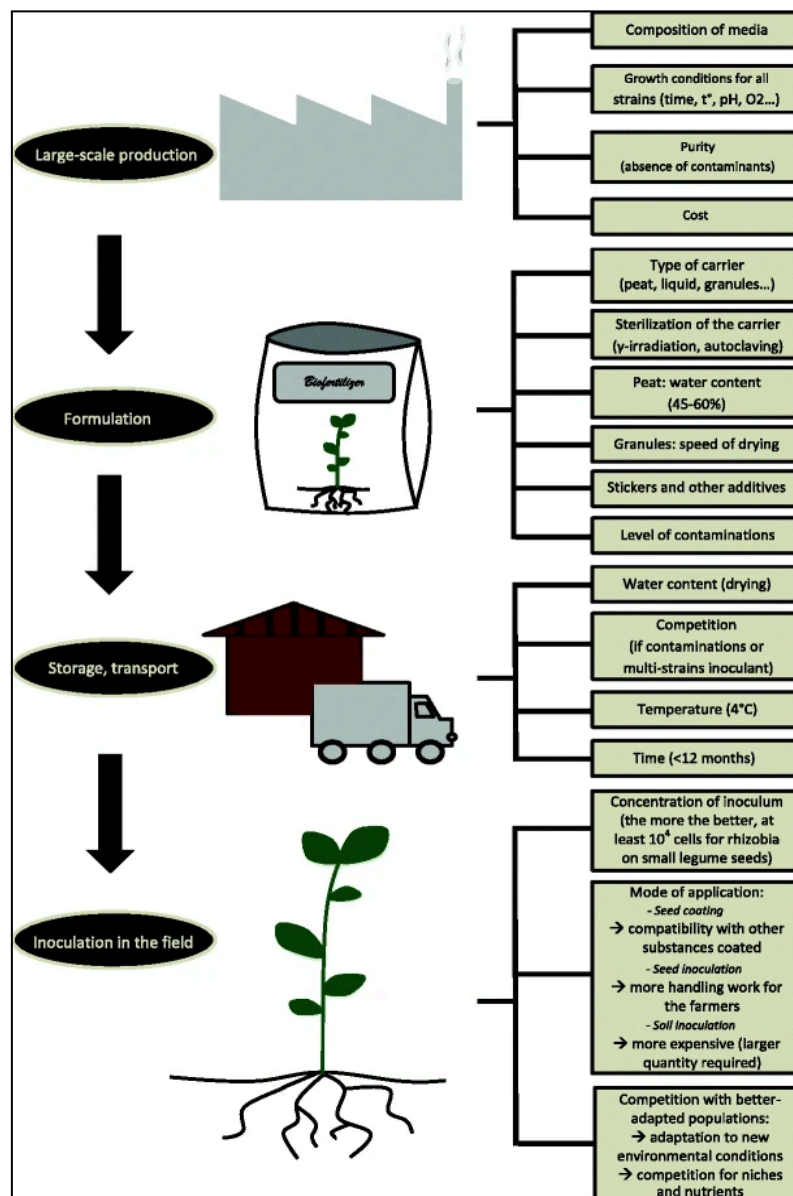 Large-scale production
Composition of media
Growth conditions for all
strains (time, t°, pH, O2...)
Purity
(absence of contaminants)
Cost
Formulation
Biofertilizer
Type of carrier
(peat, liquid, granules...)
Sterilization of the carrier
(γ-irradiation, autoclaving)
Peat: water content
(45-60%)
Granules: speed of drying
Stickers and other additives
Level of contaminations
Storage, transport
Water content (drying)
Competition
(if contaminations or
multi-strains inoculant)
Temperature (4°C)
Time (<12 months)
Inoculation in the field
Concentration of inoculum
(the more the better, at
least 10⁴ cells for rhizobia
on small legume seeds)
Mode of application:
- Seed coating
→ compatibility with other
substances coated
- Seed inoculation
→ more handling work for
the farmers
- Soil inoculation
→ more expensive (larger
quantity required)
Competition with better-
adapted populations:
→ adaptation to new
environmental conditions
→ competition for niches
and nutrients